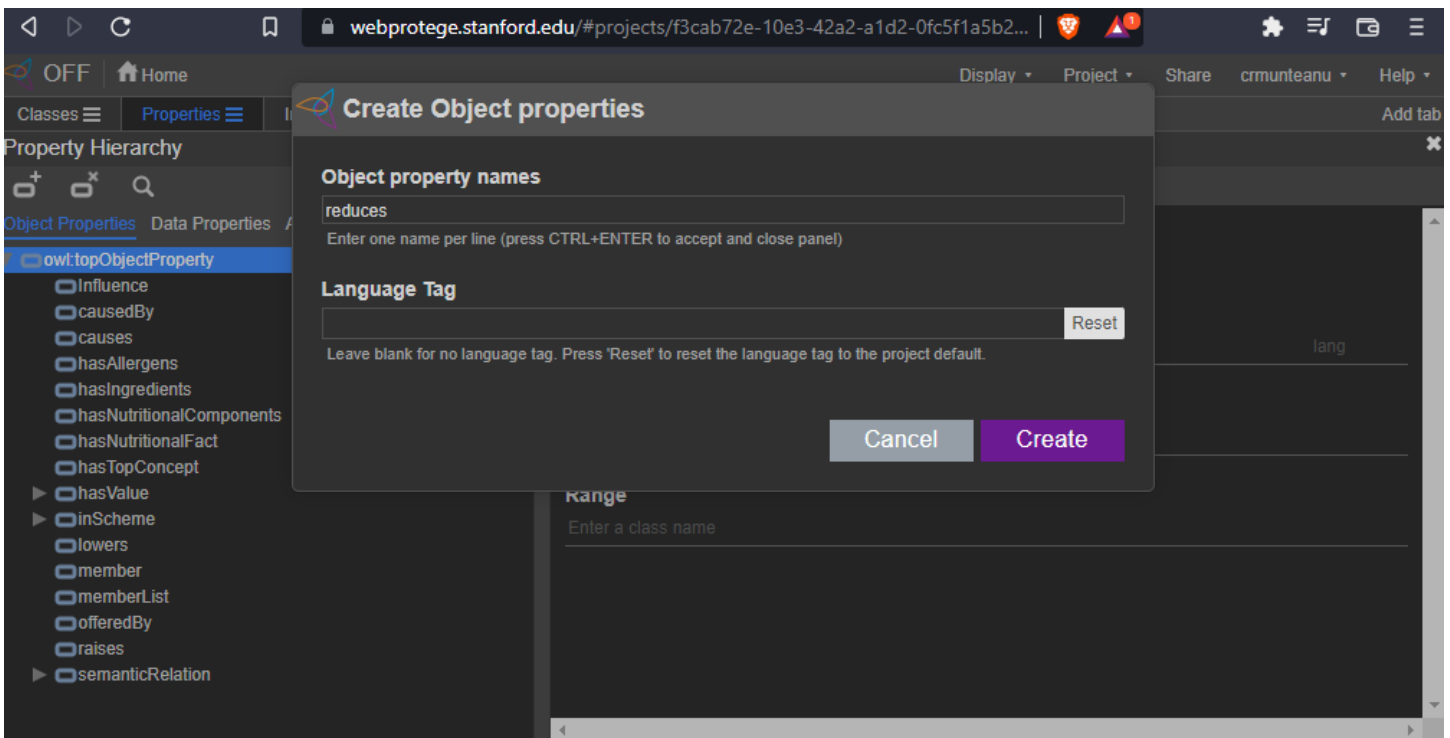 webprotege.stanford.edu/#projects/f3cab72e-10e3-42a2-a1d2-0fc5f1a5b2...
1
OFF Home Display Project Share crmunteanu Help
Classes Properties Add tab
Create Object properties
Property Hierarchy
Object Properties Data Properties
Object property names
reduces
Enter one name per line (press CTRL+ENTER to accept and close panel)
Language Tag
Reset
Leave blank for no language tag. Press 'Reset' to reset the language tag to the project default.
Cancel Create
owl:topObjectProperty
Influence
causedBy
causes
hasAllergens
hasIngredients
hasNutritionalComponents
hasNutritionalFact
hasTopConcept
hasValue
inScheme
lowers
member
memberList
offeredBy
raises
semanticRelation
lang
Range
Enter a class name